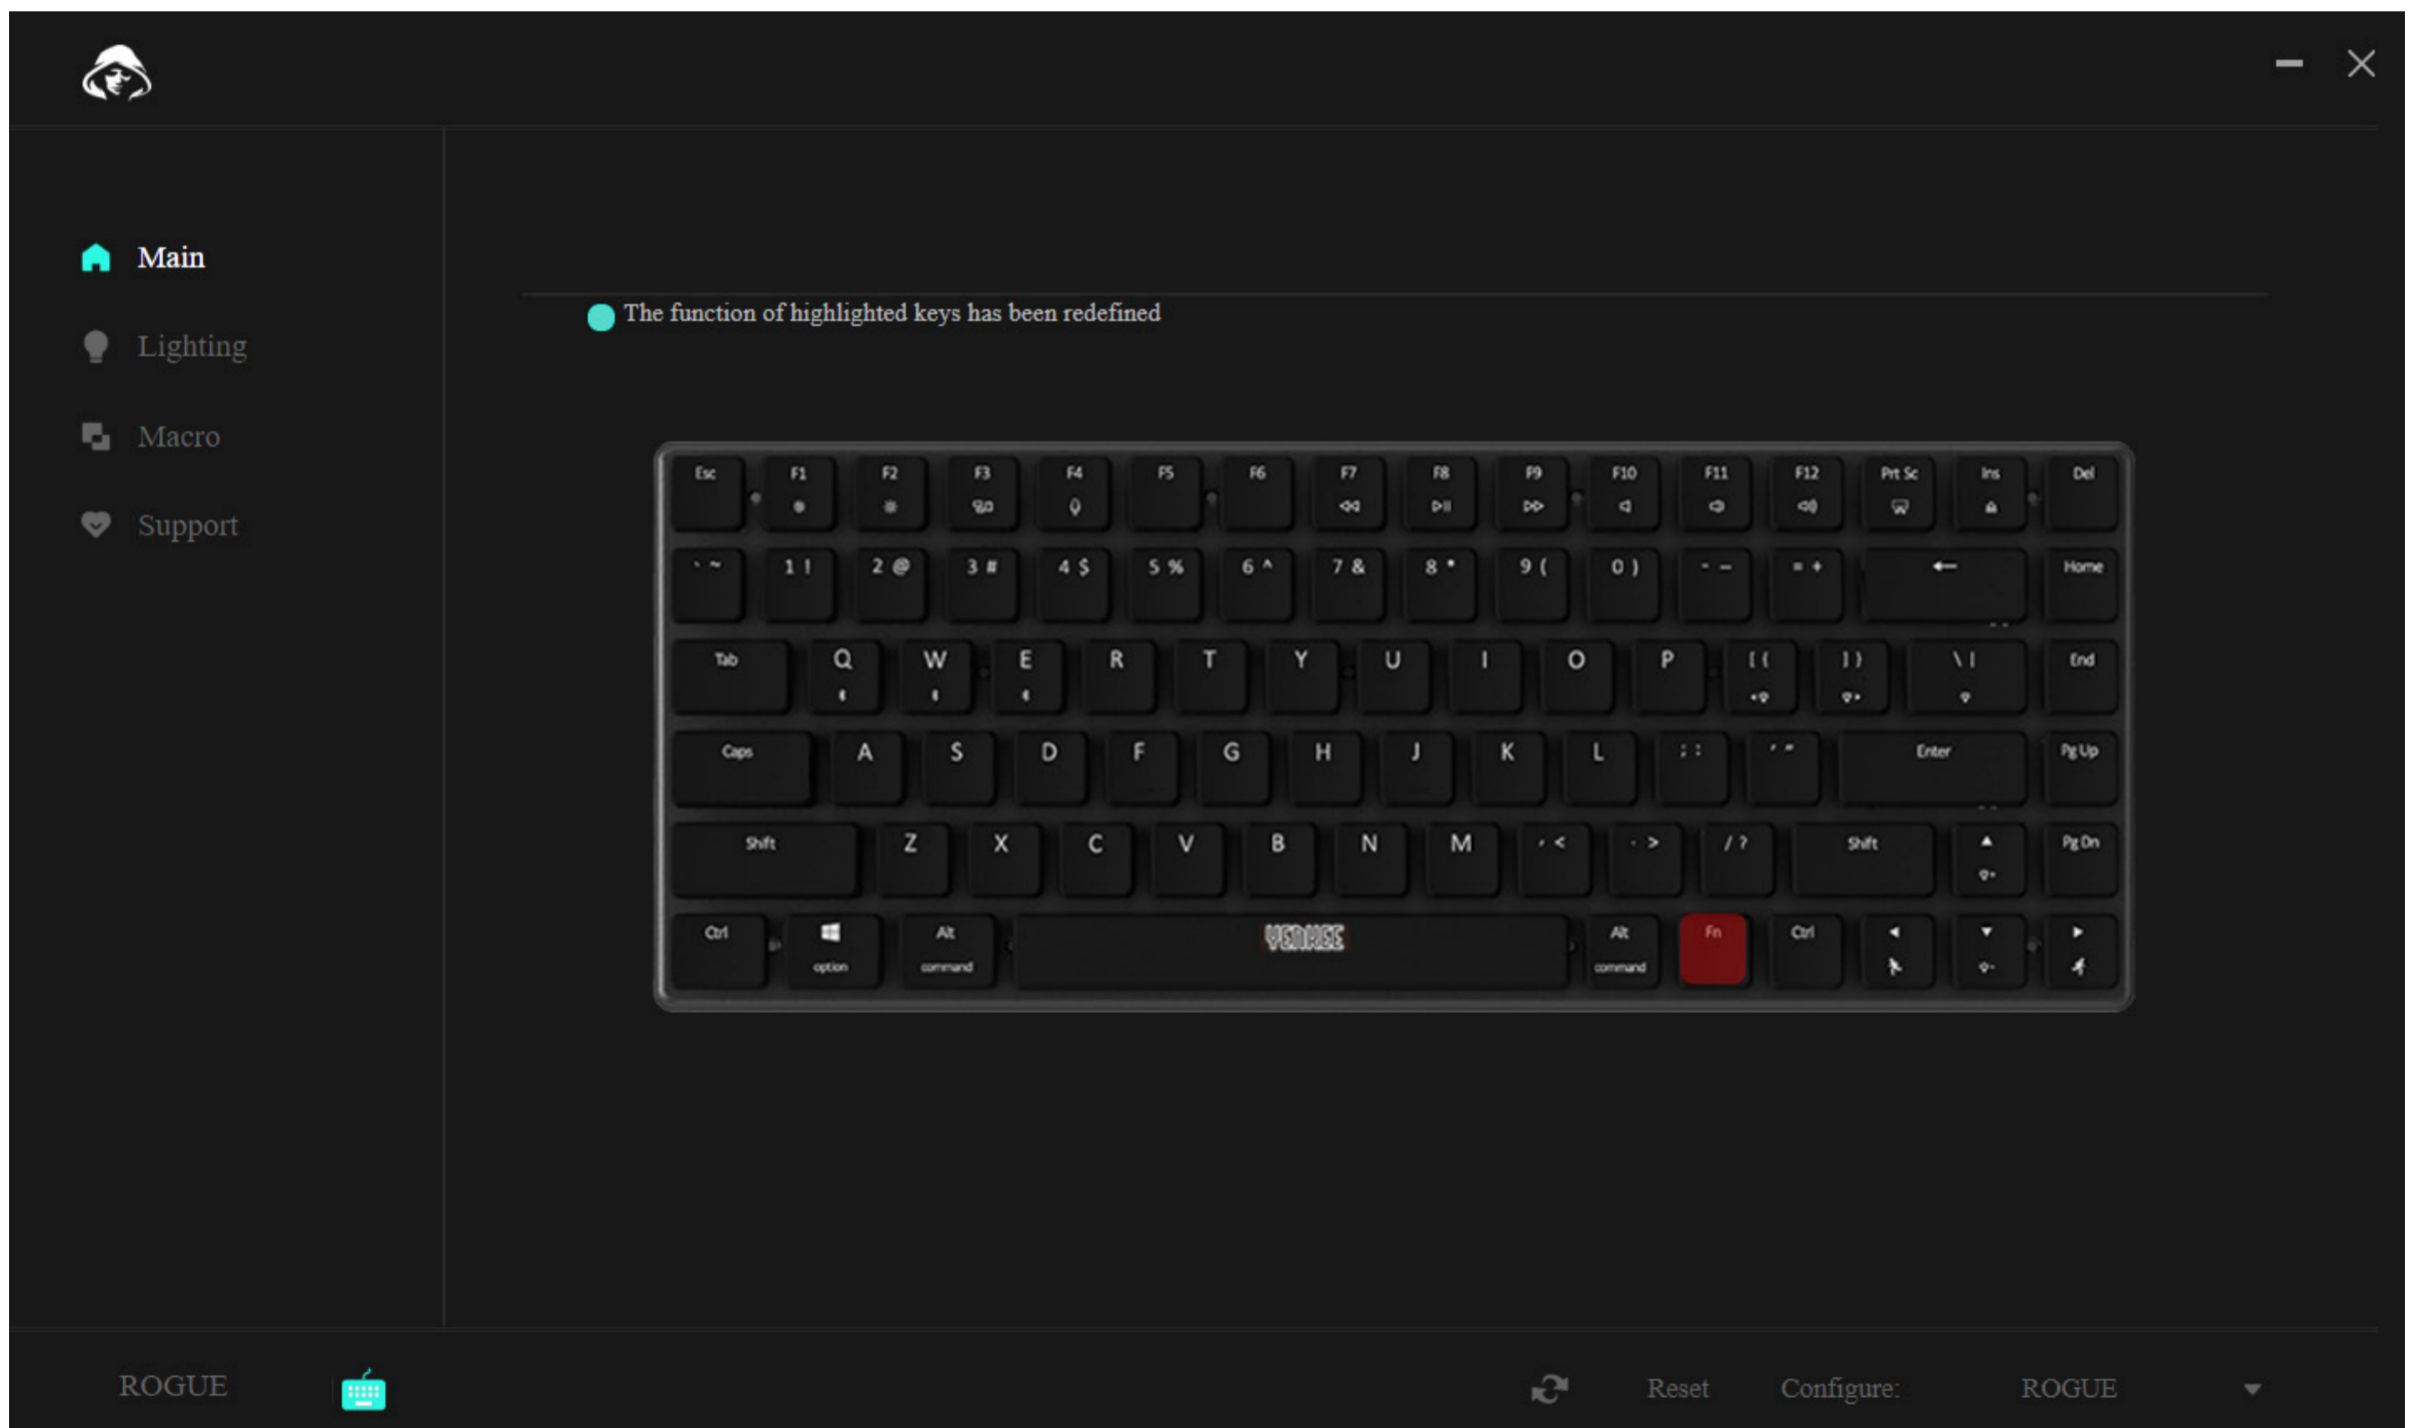 Main
Lighting
Macro
Support
The function of highlighted keys has been redefined
Esc F1 F2 F3 F4 F5 F6 F7 F8 F9 F10 F11 F12 Prt Sc Ins Del
` ~ 1 ! 2 @ 3 # 4 $ 5 % 6 ^ 7 & 8 * 9 ( 0 ) - _ = + ← Home
Tab Q W E R T Y U I O P [ { ] } \ | End
Caps A S D F G H J K L ; : ' " Enter Pg Up
Shift Z X C V B N M , < . > / ? Shift Pg Dn
Ctrl Alt YENKEE Alt Fn Ctrl
option command command
ROGUE Reset Configure: ROGUE